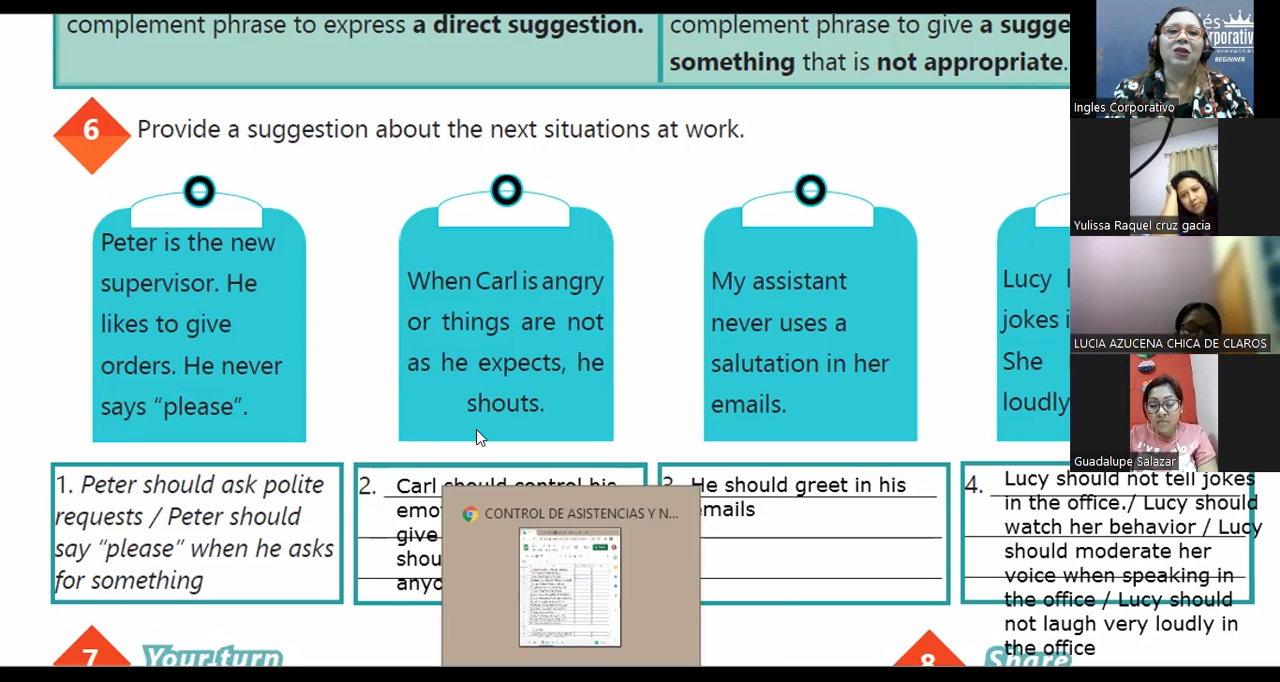 complement phrase to express a direct suggestion.
complement phrase to give a sugge
something that is not appropriate.
6 Provide a suggestion about the next situations at work.
Peter is the new
supervisor. He
likes to give
orders. He never
says “please”.
When Carl is angry
or things are not
as he expects, he
shouts.
My assistant
never uses a
salutation in her
emails.
Lucy
jokes
She
loudly
1. Peter should ask polite
requests / Peter should
say “please” when he asks
for something
2. Carl should control his
emo
give
shou
anyo
3. He should greet in his
emails
4. Lucy should not tell jokes
in the office./ Lucy should
watch her behavior / Lucy
should moderate her
voice when speaking in
the office / Lucy should
not laugh very loudly in
the office
CONTROL DE ASISTENCIAS Y N...
7 Your turn
8 Share
BEGINNER
Ingles Corporativo
Yulissa Raquel cruz gacia
LUCIA AZUCENA CHICA DE CLAROS
Guadalupe Salazar